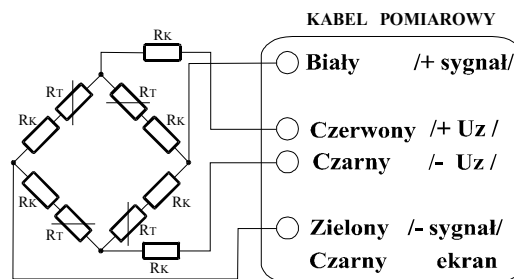 KABEL POMIAROWY
RK
Biały /+ sygnał/
RT
RT
RK
RK
Czerwony /+ Uz /
Czarny /- Uz /
RK
RK
RT
RT
Zielony /- sygnał/
RK
Czarny ekran